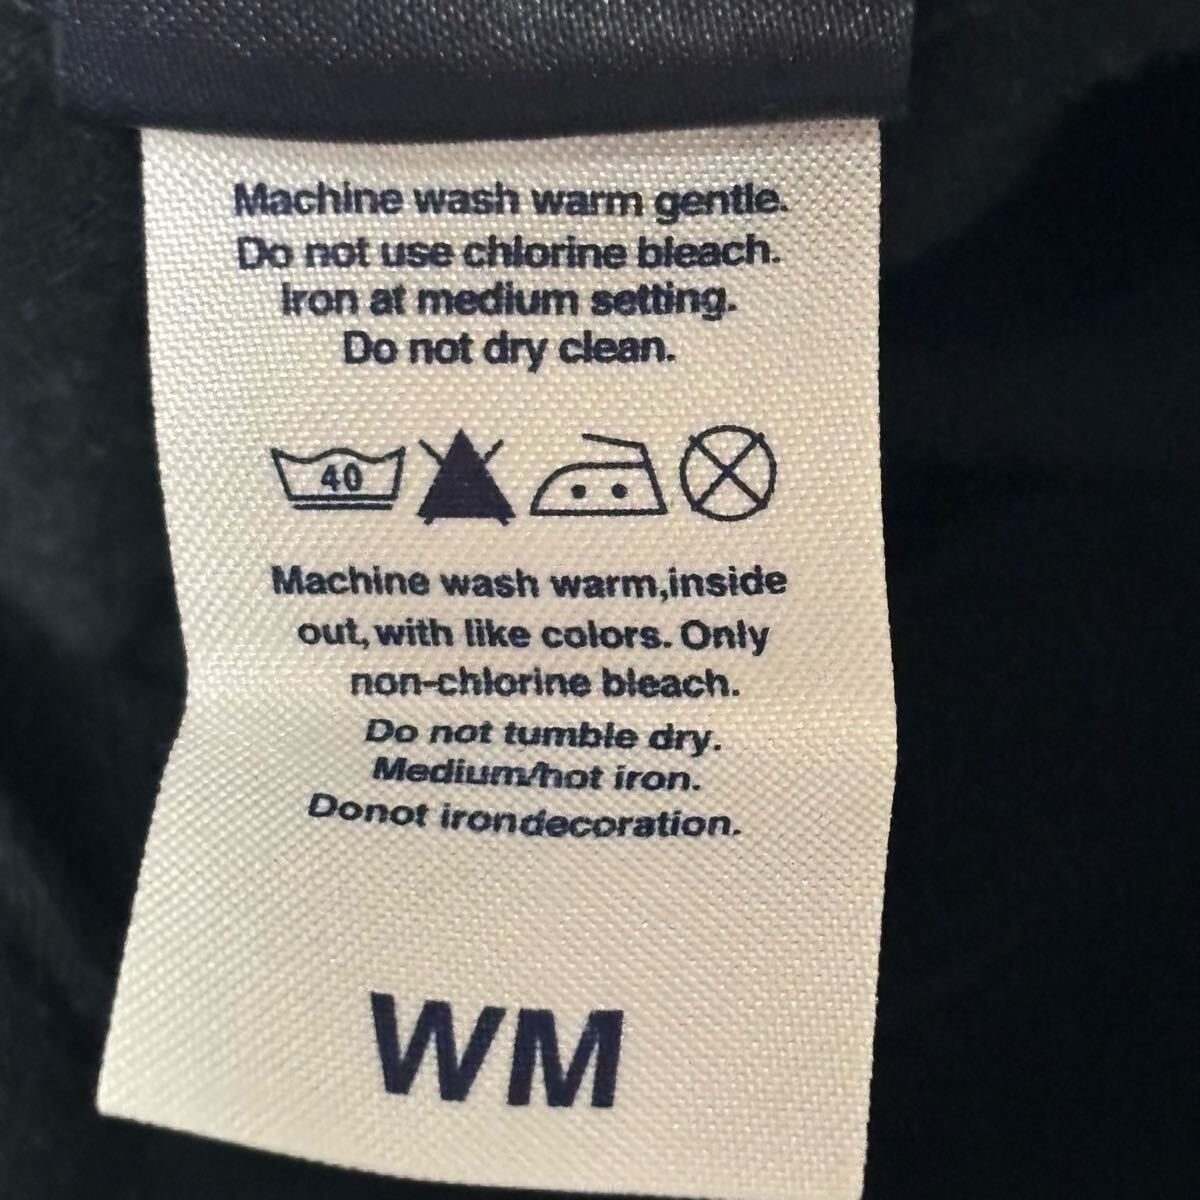 Machine wash warm gentle.
Do not use chlorine bleach.
Iron at medium setting.
Do not dry clean.
40
Machine wash warm,inside
out, with like colors. Only
non-chlorine bleach.
Do not tumble dry.
Medium/hot iron.
Donot irondecoration.
WM